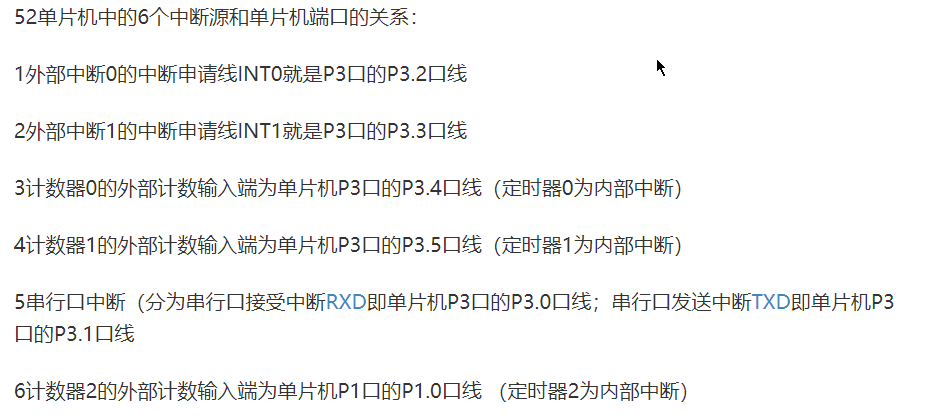 52单片机中的6个中断源和单片机端口的关系：
1外部中断0的中断申请线INT0就是P3口的P3.2口线
2外部中断1的中断申请线INT1就是P3口的P3.3口线
3计数器0的外部计数输入端为单片机P3口的P3.4口线（定时器0为内部中断）
4计数器1的外部计数输入端为单片机P3口的P3.5口线（定时器1为内部中断）
5串行口中断（分为串行口接受中断RXD即单片机P3口的P3.0口线；串行口发送中断TXD即单片机P3
口的P3.1口线
6计数器2的外部计数输入端为单片机P1口的P1.0口线 （定时器2为内部中断）